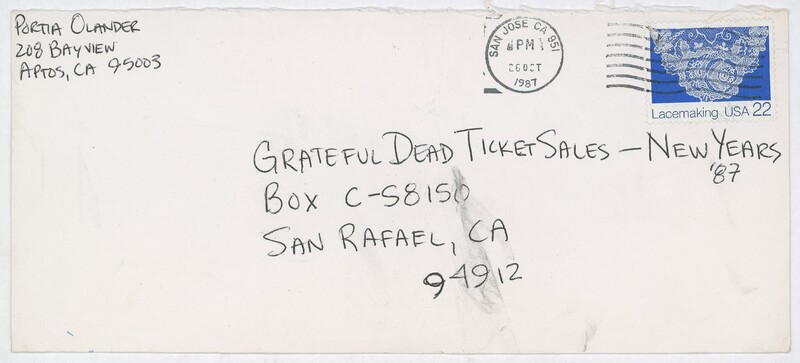 PORTIA OLANDER
208 BAYVIEW
APTOS, CA 95003
SAN JOSE CA 951
PM
26 OCT
1987
Lacemaking USA 22
GRATEFUL DEAD TICKET SALES – NEW YEARS
'87
BOX C-S8150
SAN RAFAEL, CA
94912